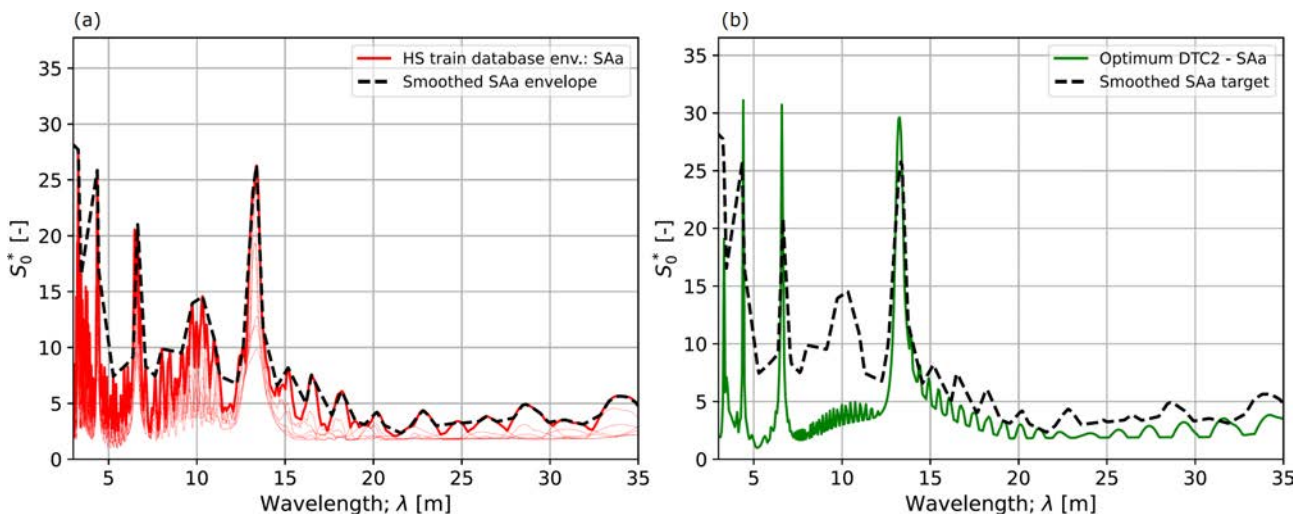 (a)
HS train database env.: SAa
Smoothed SAa envelope
35
30
25
20
15
10
5
0
S₀* [-]
5 10 15 20 25 30 35
Wavelength; λ [m]
(b)
Optimum DTC2 - SAa
Smoothed SAa target
35
30
25
20
15
10
5
0
S₀* [-]
5 10 15 20 25 30 35
Wavelength; λ [m]